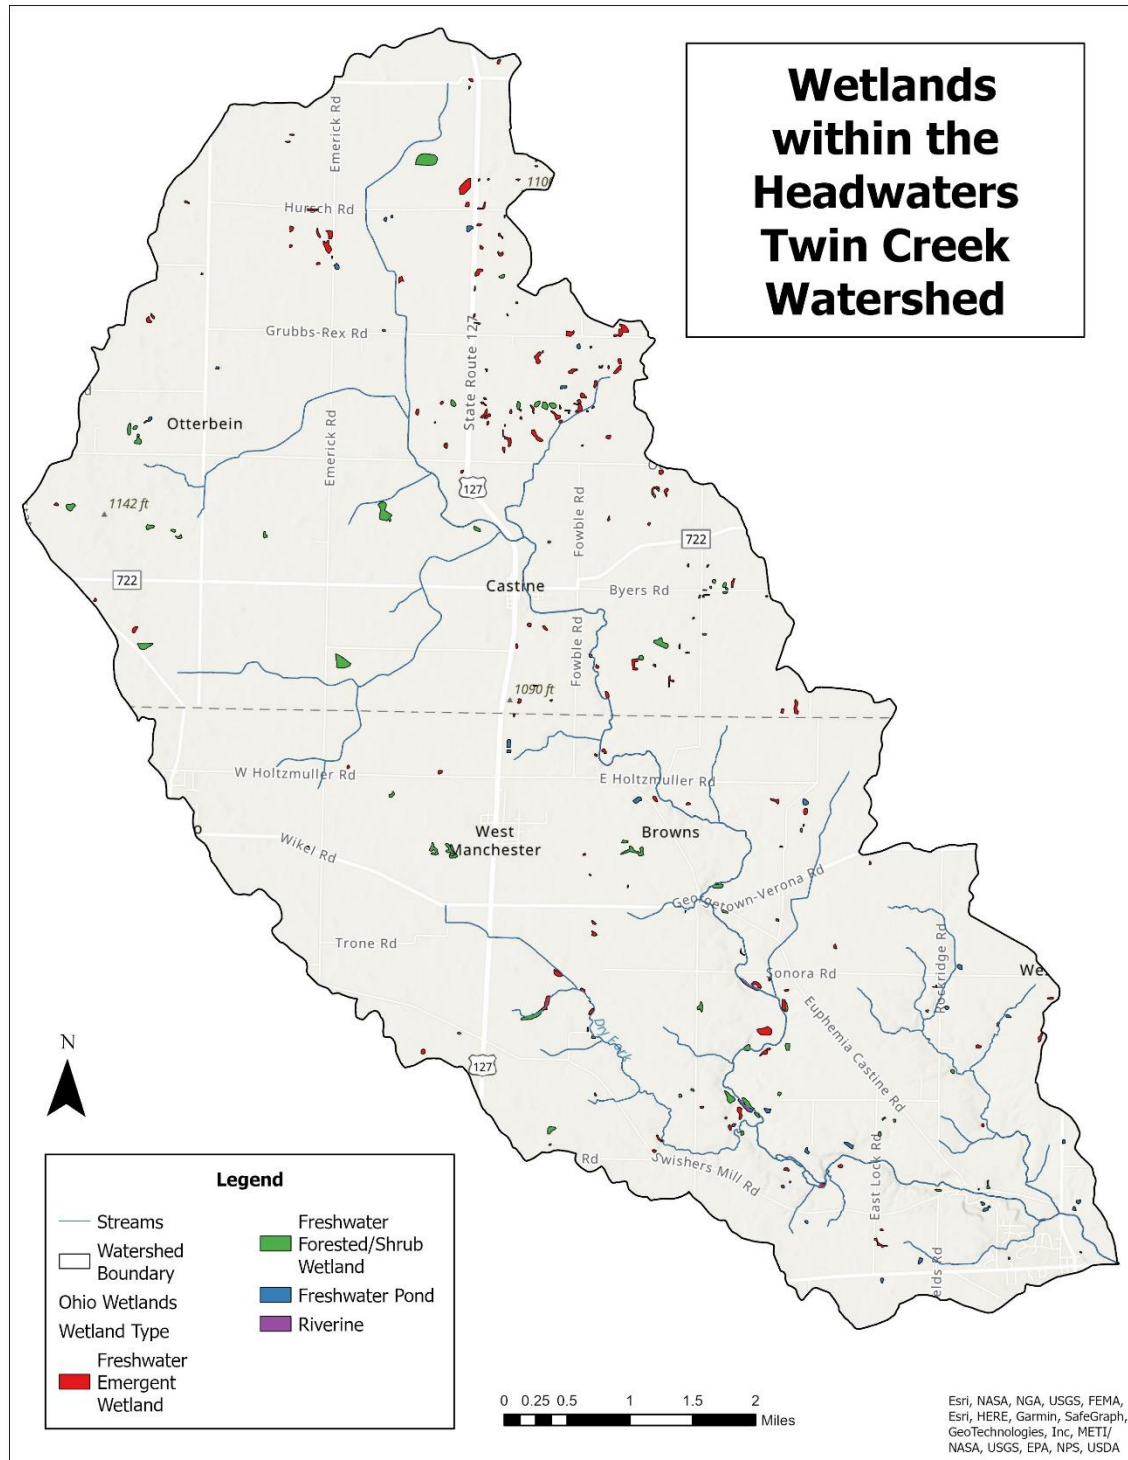 Wetlands
within the
Headwaters
Twin Creek
Watershed
Emerick Rd
1100
Hursch Rd
State Route 127
Grubbs-Rex Rd
Otterbein
Emerick Rd
127
1142 ft
Fowble Rd
722
722
Castine
Byers Rd
Fowble Rd
1090 ft
W Holtzmuller Rd
E Holtzmuller Rd
West
Manchester
Browns
Wikel Rd
Georgetown-Verona Rd
Trone Rd
Sonora Rd
Rockridge Rd
We
Euphemia Castine Rd
Dry Fork
N
127
East Lock Rd
Rd
Swishers Mill Rd
elds Rd
Legend
Streams
Watershed
Boundary
Ohio Wetlands
Wetland Type
Freshwater
Emergent
Wetland
Freshwater
Forested/Shrub
Wetland
Freshwater Pond
Riverine
0 0.25 0.5 1 1.5 2
Miles
Esri, NASA, NGA, USGS, FEMA,
Esri, HERE, Garmin, SafeGraph,
GeoTechnologies, Inc, METI/
NASA, USGS, EPA, NPS, USDA